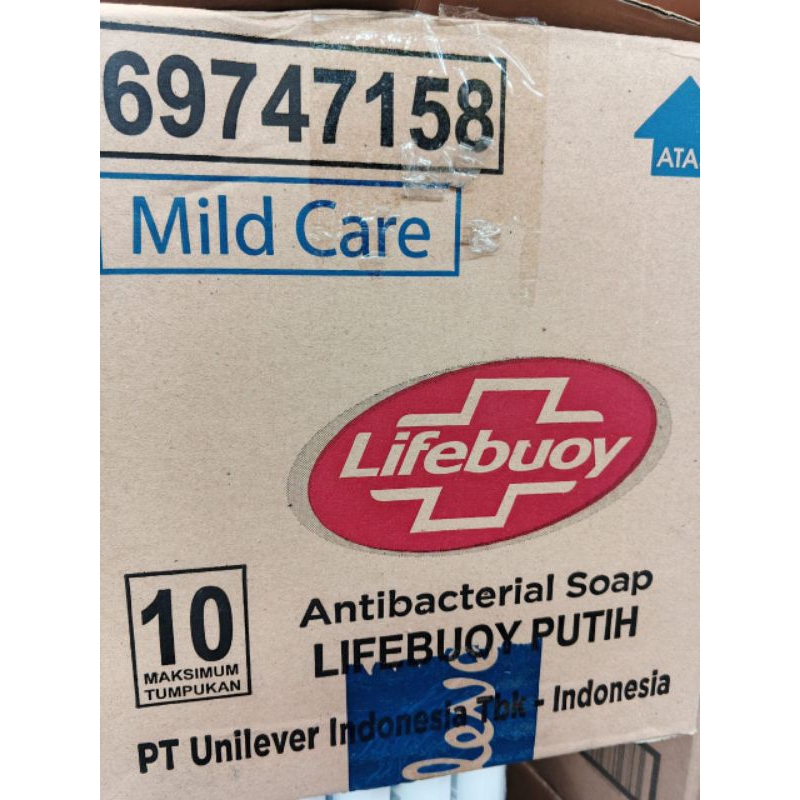 69747158
ATA
Mild Care
Lifebuoy
10
MAKSIMUM
TUMPUKAN
Antibacterial Soap
LIFEBUOY PUTIH
PT Unilever Indonesia Tbk - Indonesia